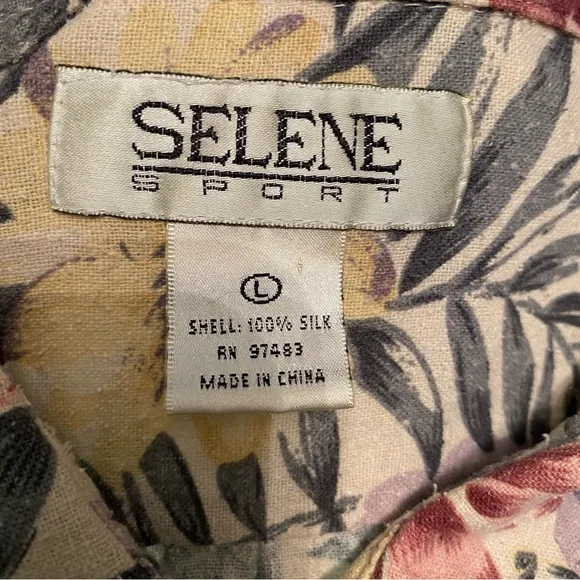 SELENE
SPORT
L
SHELL: 100% SILK
RN 97483
MADE IN CHINA